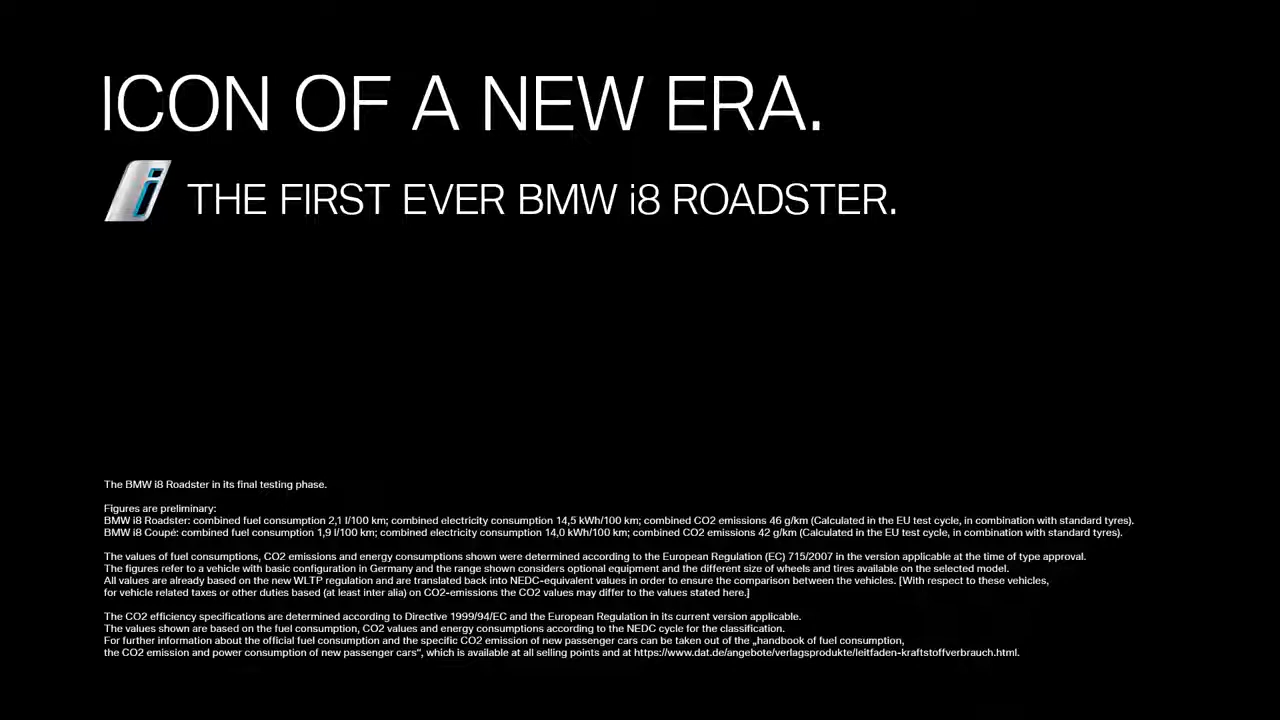 ICON OF A NEW ERA.
i THE FIRST EVER BMW i8 ROADSTER.
The BMW i8 Roadster in its final testing phase.
Figures are preliminary:
BMW i8 Roadster: combined fuel consumption 2,1 l/100 km; combined electricity consumption 14,5 kWh/100 km; combined CO2 emissions 46 g/km (Calculated in the EU test cycle, in combination with standard tyres).
BMW i8 Coupé: combined fuel consumption 1,9 l/100 km; combined electricity consumption 14,0 kWh/100 km; combined CO2 emissions 42 g/km (Calculated in the EU test cycle, in combination with standard tyres).
The values of fuel consumptions, CO2 emissions and energy consumptions shown were determined according to the European Regulation (EC) 715/2007 in the version applicable at the time of type approval.
The figures refer to a vehicle with basic configuration in Germany and the range shown considers optional equipment and the different size of wheels and tires available on the selected model.
All values are already based on the new WLTP regulation and are translated back into NEDC-equivalent values in order to ensure the comparison between the vehicles. [With respect to these vehicles,
for vehicle related taxes or other duties based (at least inter alia) on CO2-emissions the CO2 values may differ to the values stated here.]
The CO2 efficiency specifications are determined according to Directive 1999/94/EC and the European Regulation in its current version applicable.
The values shown are based on the fuel consumption, CO2 values and energy consumptions according to the NEDC cycle for the classification.
For further information about the official fuel consumption and the specific CO2 emission of new passenger cars can be taken out of the „handbook of fuel consumption,
the CO2 emission and power consumption of new passenger cars“, which is available at all selling points and at https://www.dat.de/angebote/verlagsprodukte/leitfaden-kraftstoffverbrauch.html.